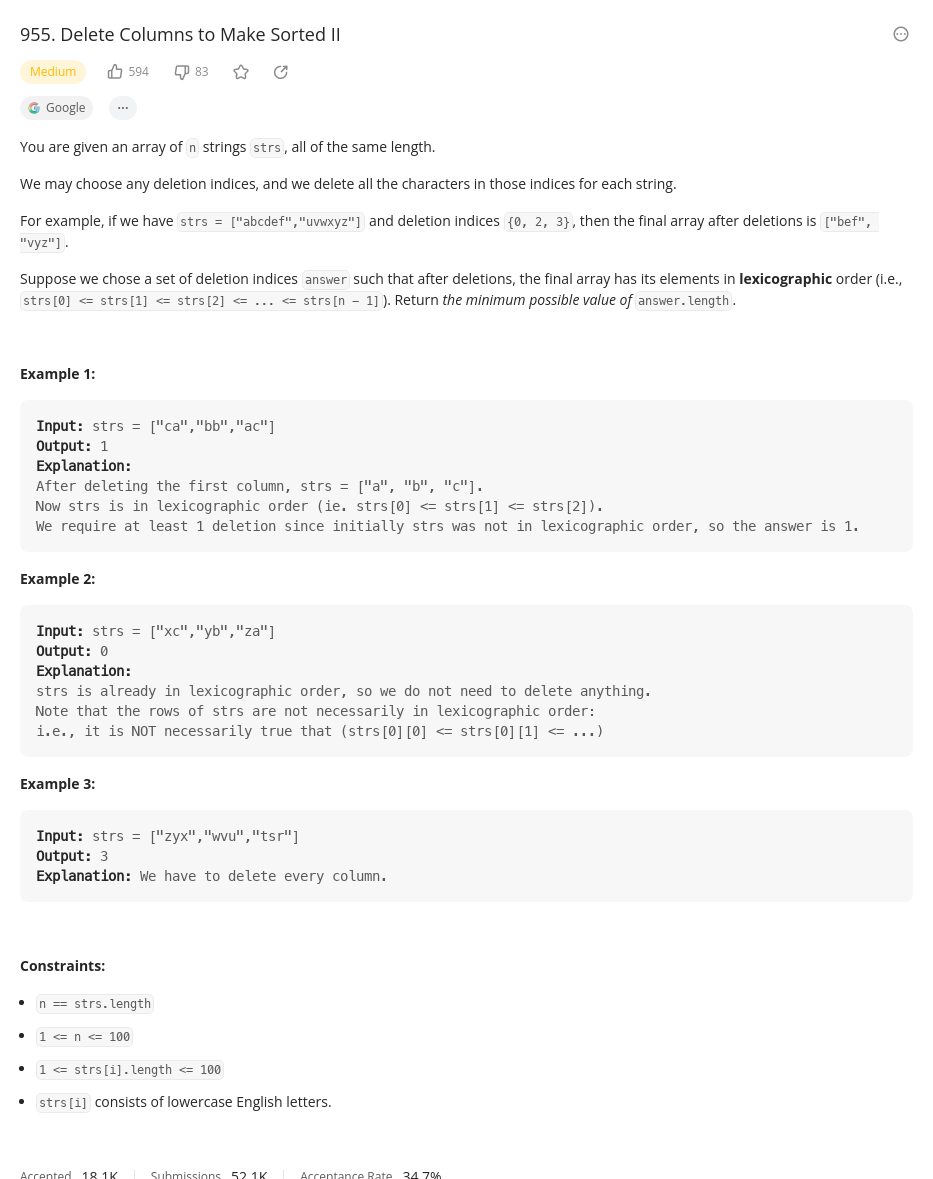 955. Delete Columns to Make Sorted II
Medium 594 83
Google ...
You are given an array of n strings strs, all of the same length.
We may choose any deletion indices, and we delete all the characters in those indices for each string.
For example, if we have strs = ["abcdef","uvwxyz"] and deletion indices {0, 2, 3}, then the final array after deletions is ["bef",
"vyz"].
Suppose we chose a set of deletion indices answer such that after deletions, the final array has its elements in lexicographic order (i.e.,
strs[0] <= strs[1] <= strs[2] <= ... <= strs[n - 1]). Return the minimum possible value of answer.length.
Example 1:
Input: strs = ["ca","bb","ac"]
Output: 1
Explanation:
After deleting the first column, strs = ["a", "b", "c"].
Now strs is in lexicographic order (ie. strs[0] <= strs[1] <= strs[2]).
We require at least 1 deletion since initially strs was not in lexicographic order, so the answer is 1.
Example 2:
Input: strs = ["xc","yb","za"]
Output: 0
Explanation:
strs is already in lexicographic order, so we do not need to delete anything.
Note that the rows of strs are not necessarily in lexicographic order:
i.e., it is NOT necessarily true that (strs[0][0] <= strs[0][1] <= ...)
Example 3:
Input: strs = ["zyx","wvu","tsr"]
Output: 3
Explanation: We have to delete every column.
Constraints:
• n == strs.length
• 1 <= n <= 100
• 1 <= strs[i].length <= 100
• strs[i] consists of lowercase English letters.
Accepted 18.1K Submissions 52.1K Acceptance Rate 34.7%